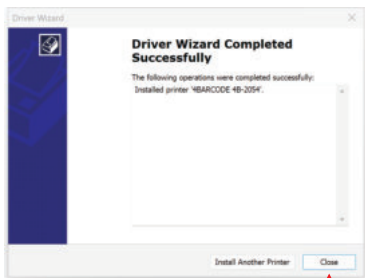 Driver Wizard
Driver Wizard Completed
Successfully
The following operations were completed successfully:
Installed printer '4BARCODE 4B-2054'.
Install Another Printer
Close